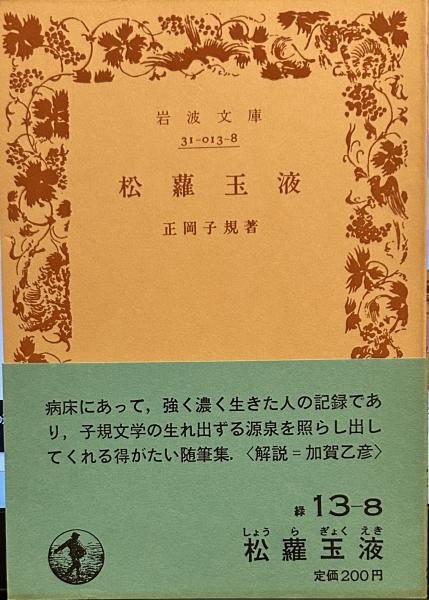 岩波文庫
31-013-8
松蘿玉液
正岡子規著
病床にあって，強く濃く生きた人の記録であ
り，子規文学の生れ出ずる源泉を照らし出し
てくれる得がたい随筆集．〈解説＝加賀乙彦〉
緑 13-8
しょう ら ぎょく えき
松蘿玉液
定価200円